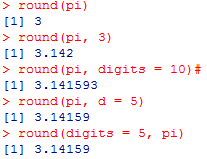 > round(pi)
[1] 3
> round(pi, 3)
[1] 3.142
> round(pi, digits = 10)#
[1] 3.141593
> round(pi, d = 5)
[1] 3.14159
> round(digits = 5, pi)
[1] 3.14159